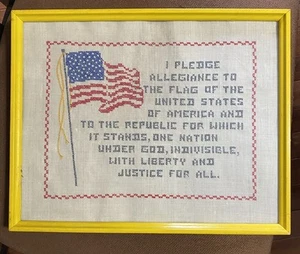 I PLEDGE
ALLEGIANCE TO
THE FLAG OF THE
UNITED STATES
OF AMERICA AND
TO THE REPUBLIC FOR WHICH
IT STANDS, ONE NATION
UNDER GOD, INDIVISIBLE,
WITH LIBERTY AND
JUSTICE FOR ALL.